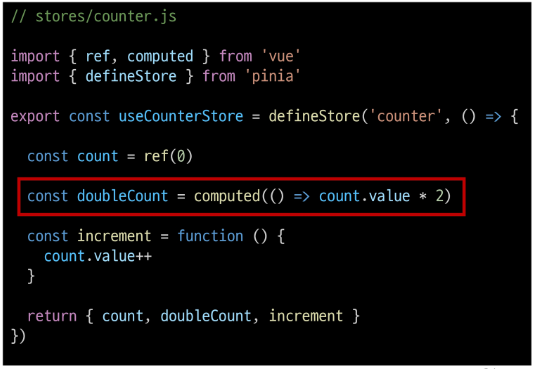 // stores/counter.js
import { ref, computed } from 'vue'
import { defineStore } from 'pinia'
export const useCounterStore = defineStore('counter', () => {
const count = ref(0)
const doubleCount = computed(() => count.value * 2)
const increment = function () {
count.value++
}
return { count, doubleCount, increment }
})